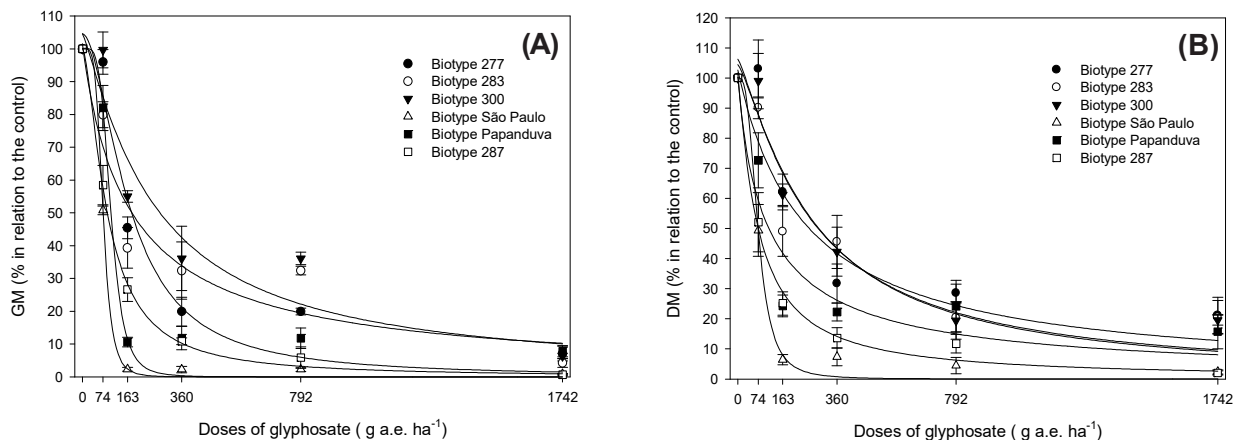 (A)
GM (% in relation to the control)
110
100
90
80
70
60
50
40
30
20
10
0
Biotype 277
Biotype 283
Biotype 300
Biotype São Paulo
Biotype Papanduva
Biotype 287
0 74 163 360 792 1742
Doses of glyphosate ( g a.e. ha⁻¹)
(B)
DM (% in relation to the control)
120
110
100
90
80
70
60
50
40
30
20
10
0
Biotype 277
Biotype 283
Biotype 300
Biotype São Paulo
Biotype Papanduva
Biotype 287
0 74 163 360 792 1742
Doses of glyphosate ( g a.e. ha⁻¹)